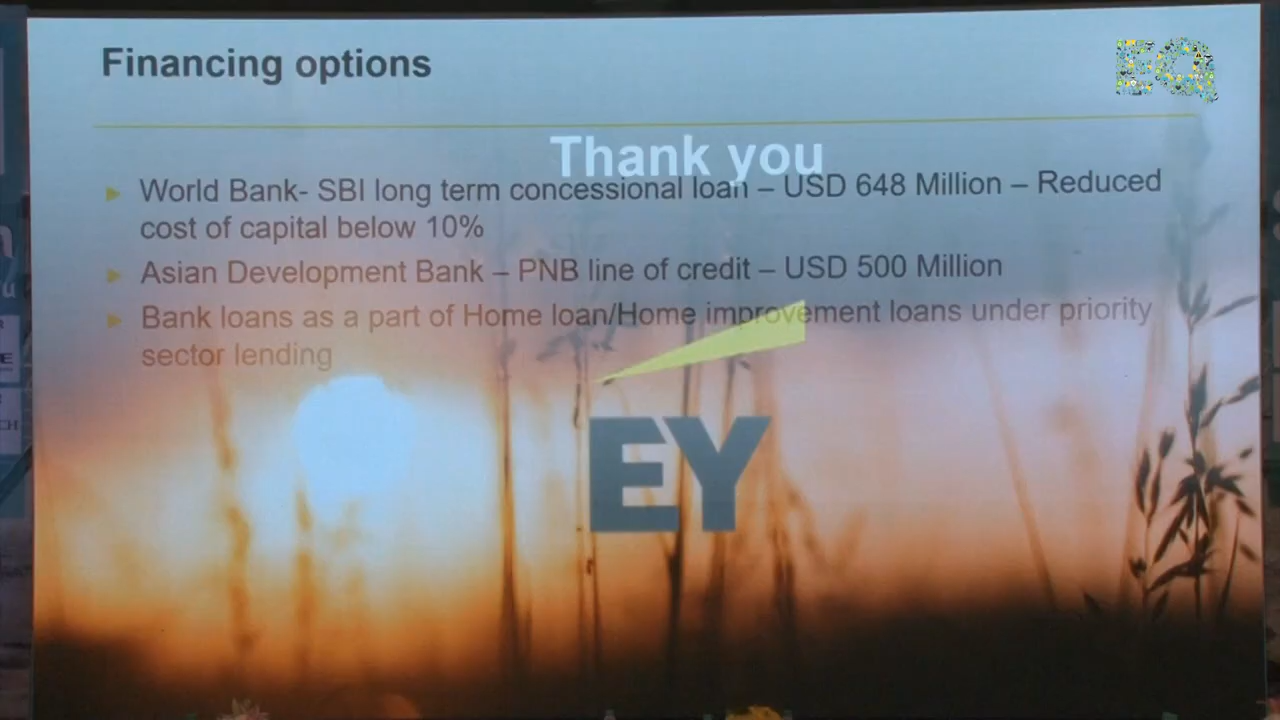 Financing options
EQ
Thank you
World Bank- SBI long term concessional loan – USD 648 Million – Reduced
cost of capital below 10%
Asian Development Bank – PNB line of credit – USD 500 Million
Bank loans as a part of Home loan/Home improvement loans under priority
sector lending
EY
CH